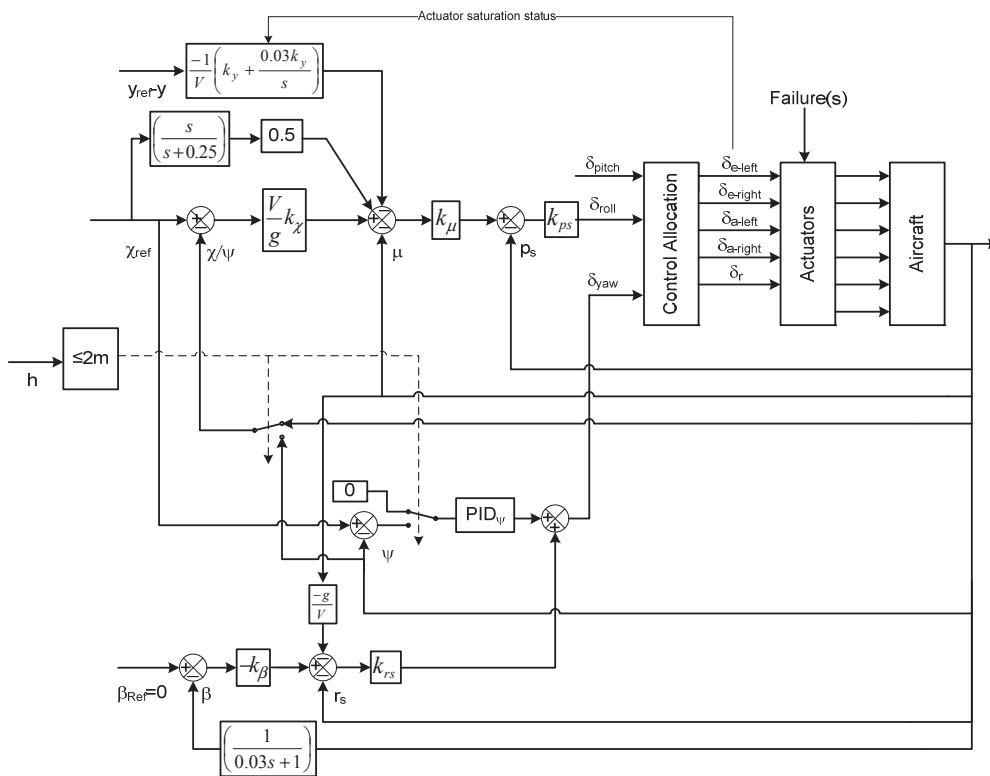 Actuator saturation status
y_ref-y
-1/V (k_y + 0.03k_y/s)
(s/(s+0.25))
0.5
Failure(s)
χ_ref
+ −
χ/ψ
V/g k_χ
+ − −
μ
k_μ
+ −
p_s
k_ps
δ_pitch
δ_roll
δ_yaw
Control Allocation
δ_e-left
δ_e-right
δ_a-left
δ_a-right
δ_r
Actuators
Aircraft
h
≤2m
0
+ −
ψ
PID_ψ
+ +
-g/V
β_Ref=0
+ −
β
-k_β
+ − −
r_s
k_rs
(1/(0.03s+1))